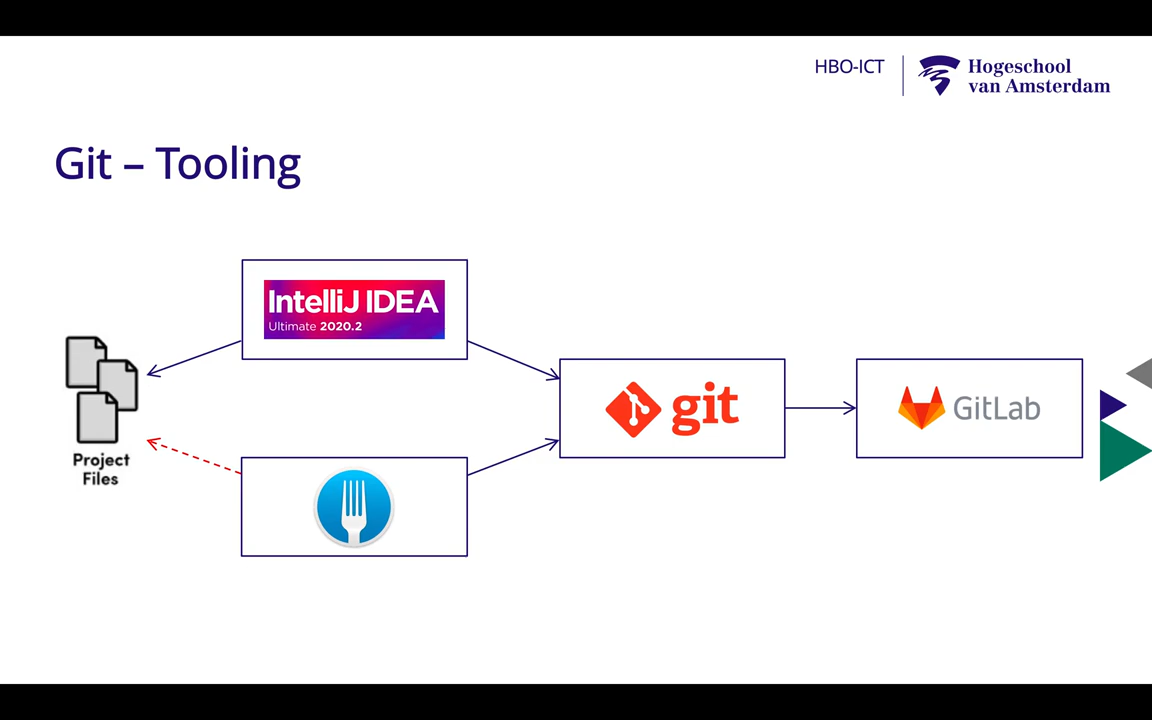 HBO-ICT
Hogeschool
van Amsterdam
Git – Tooling
IntelliJ IDEA
Ultimate 2020.2
git
GitLab
Project
Files